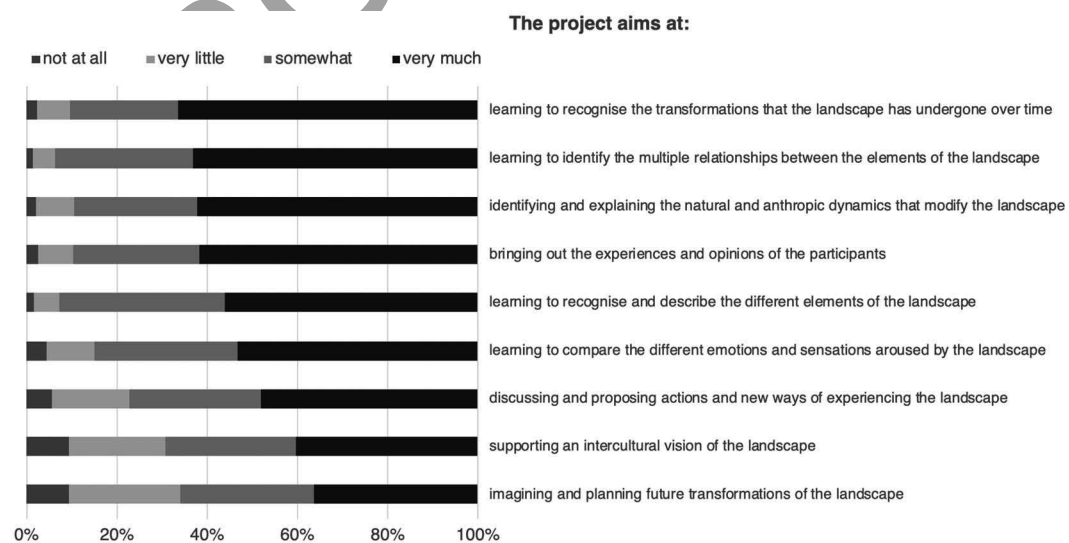 The project aims at:
not at all very little somewhat very much
learning to recognise the transformations that the landscape has undergone over time
learning to identify the multiple relationships between the elements of the landscape
identifying and explaining the natural and anthropic dynamics that modify the landscape
bringing out the experiences and opinions of the participants
learning to recognise and describe the different elements of the landscape
learning to compare the different emotions and sensations aroused by the landscape
discussing and proposing actions and new ways of experiencing the landscape
supporting an intercultural vision of the landscape
imagining and planning future transformations of the landscape
0% 20% 40% 60% 80% 100%